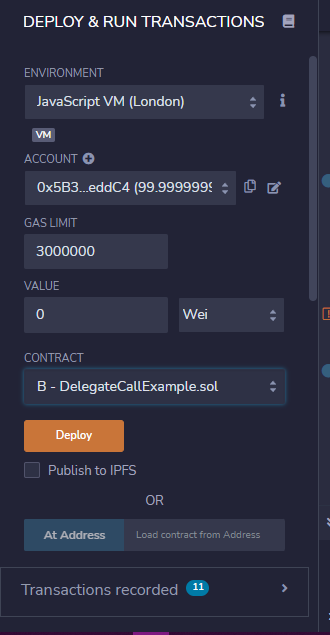 DEPLOY & RUN TRANSACTIONS
ENVIRONMENT
JavaScript VM (London)
VM
ACCOUNT
0x5B3...eddC4 (99.9999999
GAS LIMIT
3000000
VALUE
0 Wei
CONTRACT
B - DelegateCallExample.sol
Deploy
Publish to IPFS
OR
At Address Load contract from Address
Transactions recorded 11